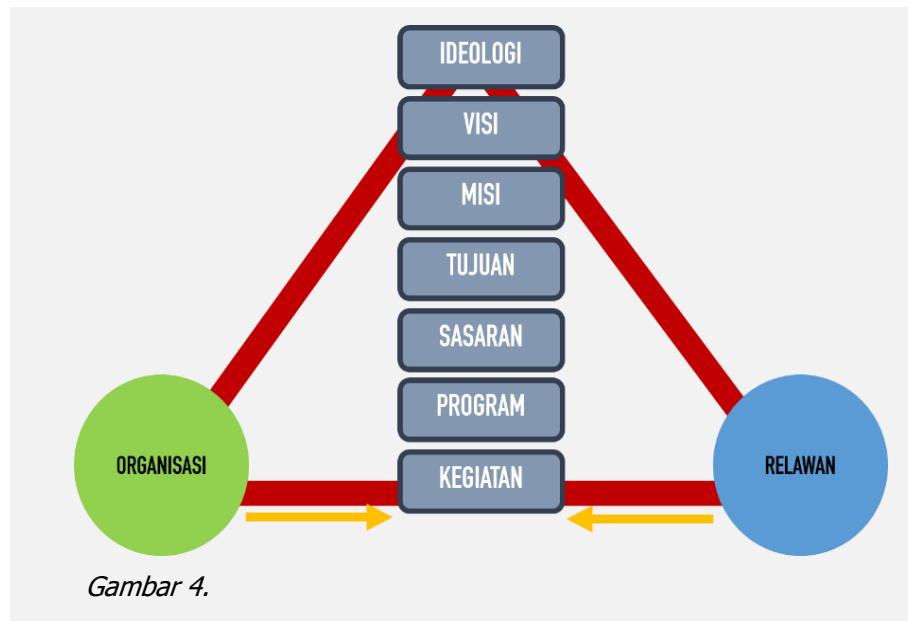 IDEOLOGI
VISI
MISI
TUJUAN
SASARAN
PROGRAM
KEGIATAN
ORGANISASI
RELAWAN
Gambar 4.